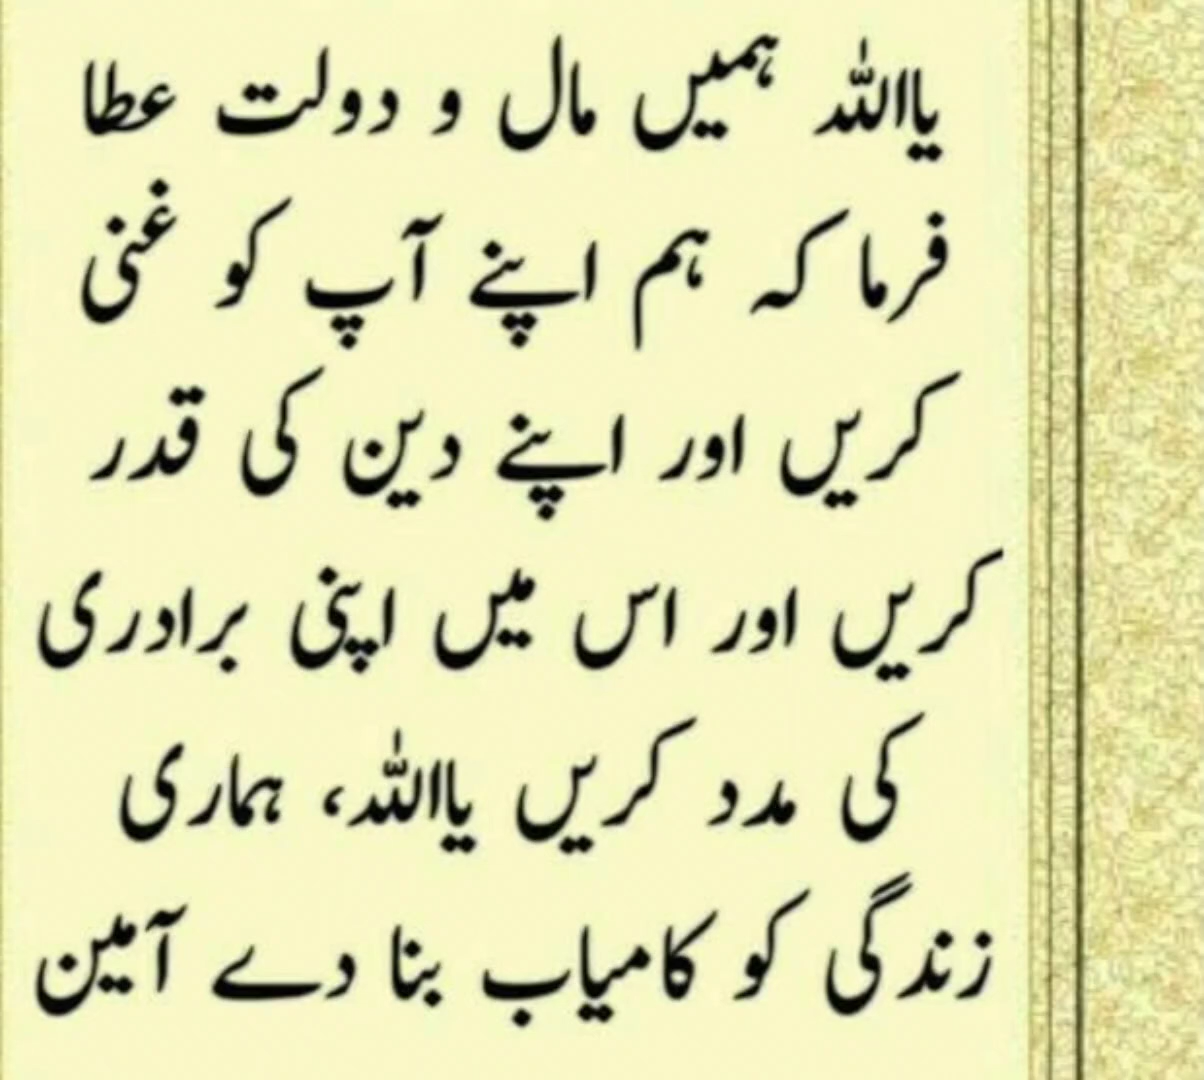 یااللہ ہمیں مال و دولت عطا
فرما کہ ہم اپنے آپ کو غنی
کریں اور اپنے دین کی قدر
کریں اور اس میں اپنی برادری
کی مدد کریں یااللہ، ہماری
زندگی کو کامیاب بنا دے آمین